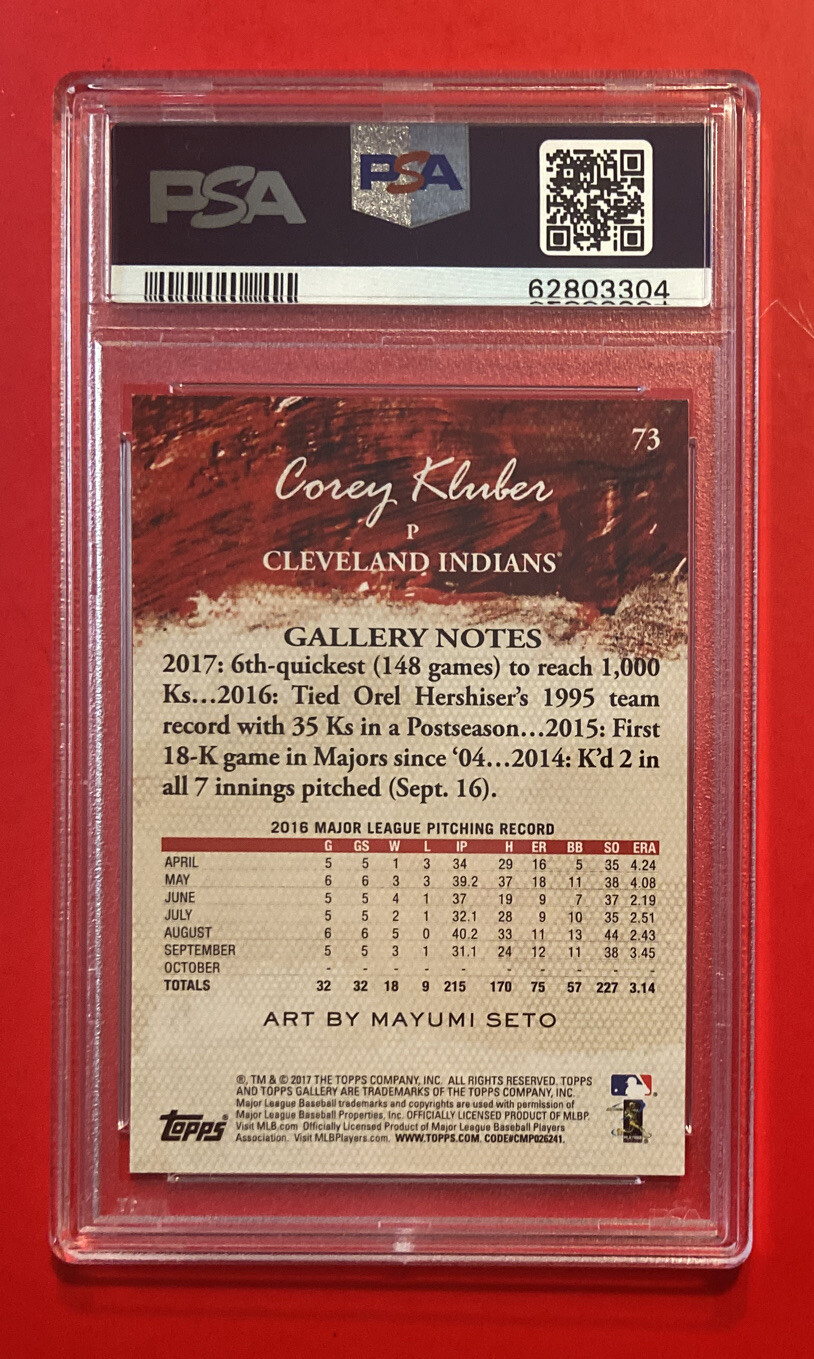 PSA PSA
62803304
73
Corey Kluber
P
CLEVELAND INDIANS®
GALLERY NOTES
2017: 6th-quickest (148 games) to reach 1,000
Ks...2016: Tied Orel Hershiser's 1995 team
record with 35 Ks in a Postseason...2015: First
18-K game in Majors since '04...2014: K'd 2 in
all 7 innings pitched (Sept. 16).
2016 MAJOR LEAGUE PITCHING RECORD
G GS W L IP H ER BB SO ERA
APRIL 5 5 1 3 34 29 16 5 35 4.24
MAY 6 6 3 3 39.2 37 18 11 38 4.08
JUNE 5 5 4 1 37 19 9 7 37 2.19
JULY 5 5 2 1 32.1 28 9 10 35 2.51
AUGUST 6 6 5 0 40.2 33 11 13 44 2.43
SEPTEMBER 5 5 3 1 31.1 24 12 11 38 3.45
OCTOBER - - - - - - - - - -
TOTALS 32 32 18 9 215 170 75 57 227 3.14
ART BY MAYUMI SETO
®, TM & © 2017 THE TOPPS COMPANY, INC. ALL RIGHTS RESERVED. TOPPS
AND TOPPS GALLERY ARE TRADEMARKS OF THE TOPPS COMPANY, INC.
Major League Baseball trademarks and copyrights are used with permission of
Major League Baseball Properties, Inc. OFFICIALLY LICENSED PRODUCT OF MLBP.
Visit MLB.com Officially Licensed Product of Major League Baseball Players
Association. Visit MLBPlayers.com. WWW.TOPPS.COM. CODE#CMP026241.
topps®
PSA